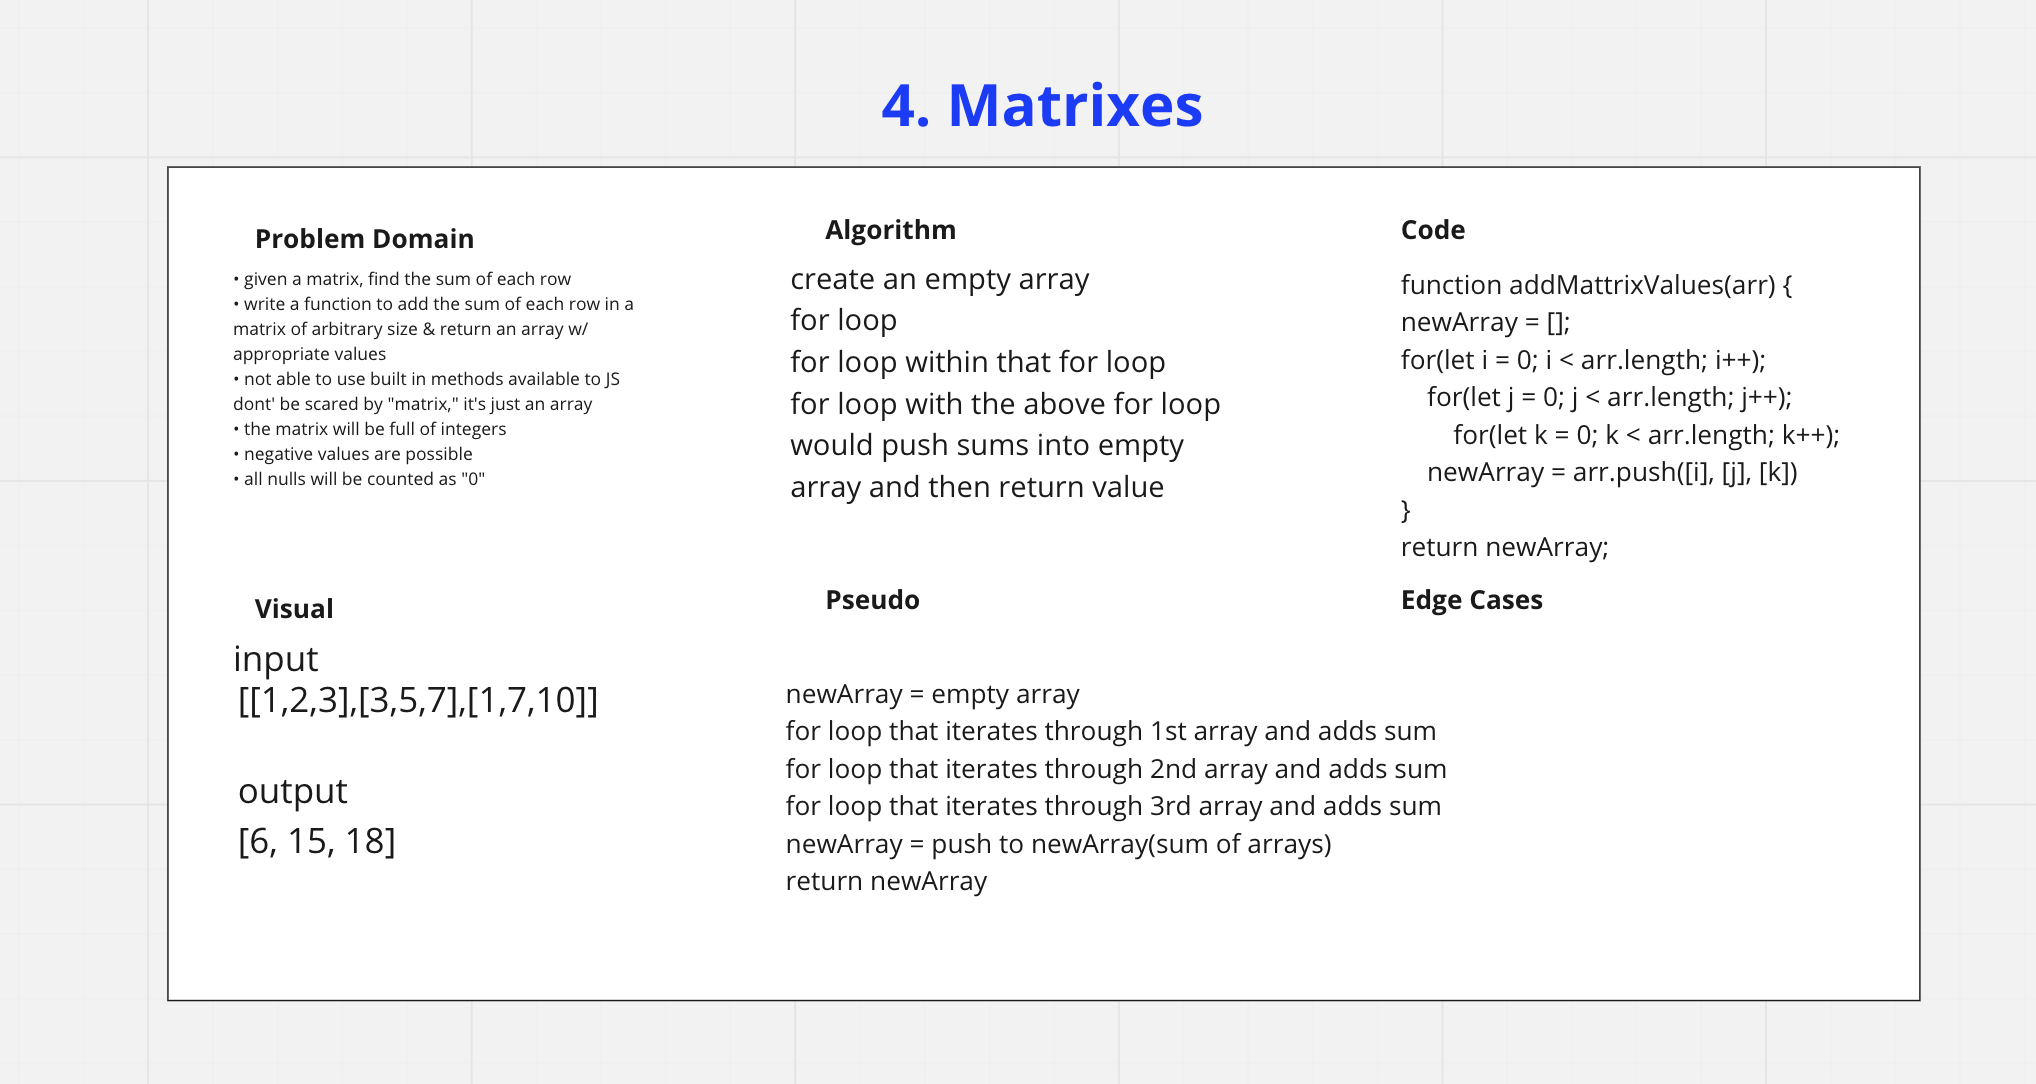 4. Matrixes
Problem Domain
• given a matrix, find the sum of each row
• write a function to add the sum of each row in a
matrix of arbitrary size & return an array w/
appropriate values
• not able to use built in methods available to JS
dont' be scared by "matrix," it's just an array
• the matrix will be full of integers
• negative values are possible
• all nulls will be counted as "0"
Visual
input
[[1,2,3],[3,5,7],[1,7,10]]
output
[6, 15, 18]
Algorithm
create an empty array
for loop
for loop within that for loop
for loop with the above for loop
would push sums into empty
array and then return value
Pseudo
newArray = empty array
for loop that iterates through 1st array and adds sum
for loop that iterates through 2nd array and adds sum
for loop that iterates through 3rd array and adds sum
newArray = push to newArray(sum of arrays)
return newArray
Code
function addMattrixValues(arr) {
newArray = [];
for(let i = 0; i < arr.length; i++);
for(let j = 0; j < arr.length; j++);
for(let k = 0; k < arr.length; k++);
newArray = arr.push([i], [j], [k])
}
return newArray;
Edge Cases